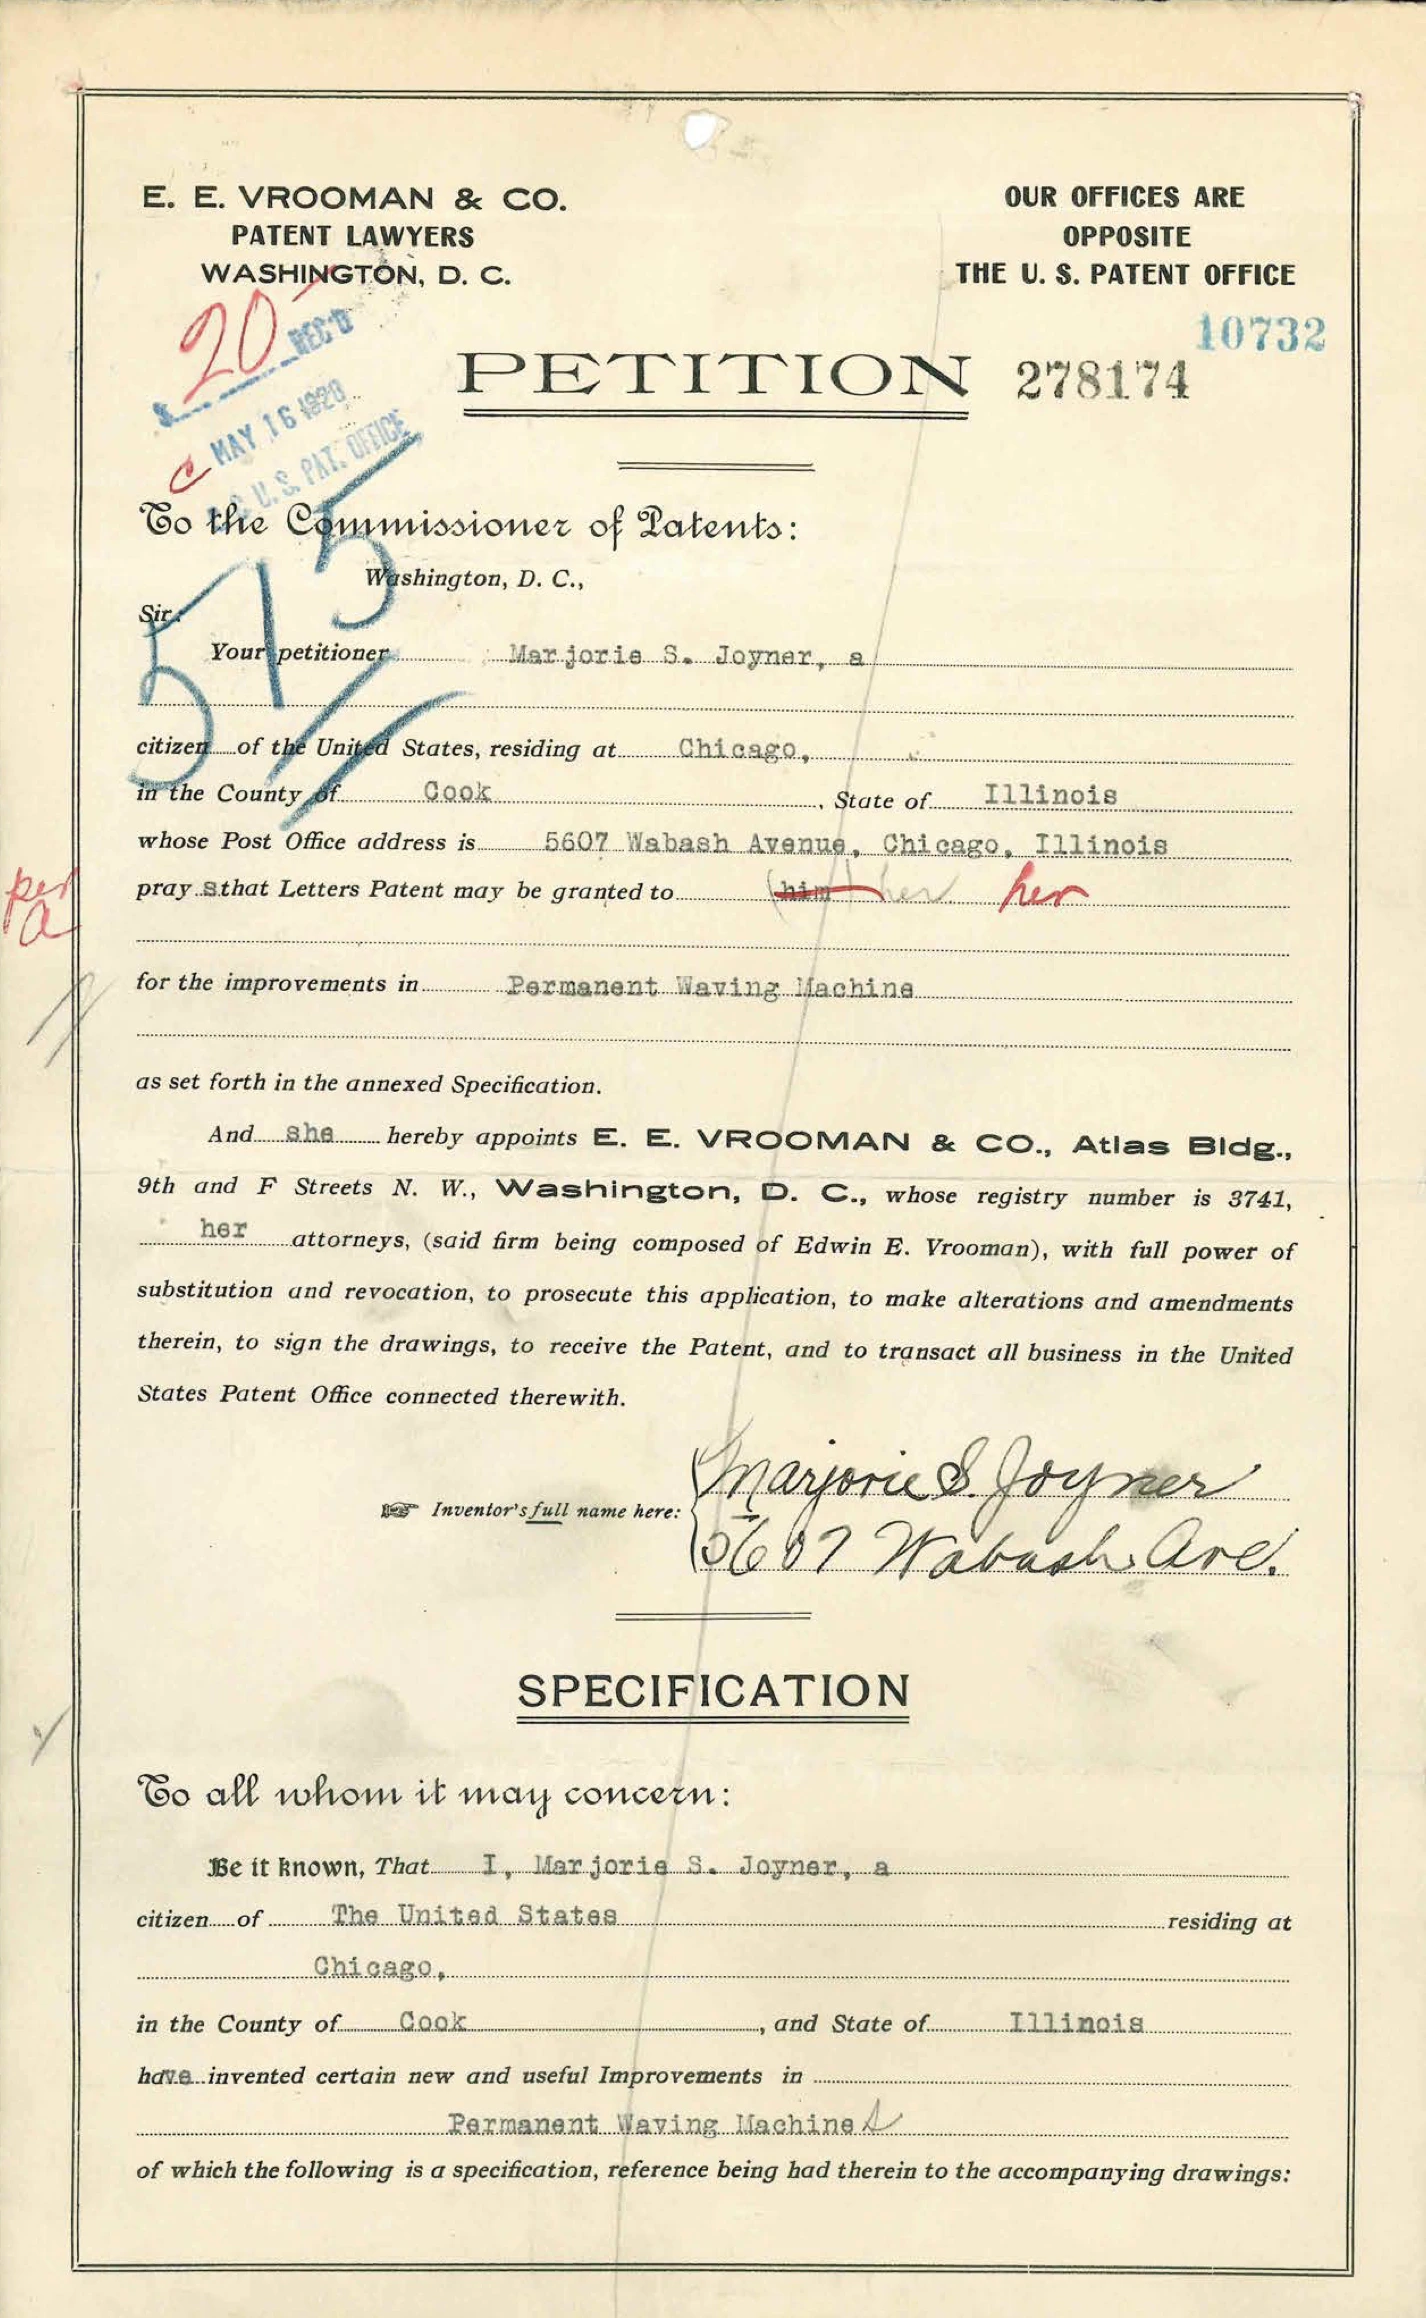 E. E. VROOMAN & CO.
PATENT LAWYERS
WASHINGTON, D. C.
OUR OFFICES ARE
OPPOSITE
THE U. S. PATENT OFFICE
10732
20-
REC'D
$
MAY 16 1928
C
U.S. PAT. OFFICE
PETITION 278174
To the Commissioner of Patents:
Washington, D. C.,
Sir:
Your petitioner Marjorie S. Joyner, a
citizen of the United States, residing at Chicago,
in the County of Cook , State of Illinois
whose Post Office address is 5607 Wabash Avenue, Chicago, Illinois
pray s that Letters Patent may be granted to (him) her her
per
a
for the improvements in Permanent Waving Machine
as set forth in the annexed Specification.
And she hereby appoints E. E. VROOMAN & CO., Atlas Bldg.,
9th and F Streets N. W., Washington, D. C., whose registry number is 3741,
her attorneys, (said firm being composed of Edwin E. Vrooman), with full power of
substitution and revocation, to prosecute this application, to make alterations and amendments
therein, to sign the drawings, to receive the Patent, and to transact all business in the United
States Patent Office connected therewith.
Inventor's full name here: Marjorie S. Joyner
5607 Wabash Ave.
SPECIFICATION
To all whom it may concern:
Be it known, That I, Marjorie S. Joyner, a
citizen of The United States residing at
Chicago,
in the County of Cook , and State of Illinois
have invented certain new and useful Improvements in
Permanent Waving Machines
of which the following is a specification, reference being had therein to the accompanying drawings: